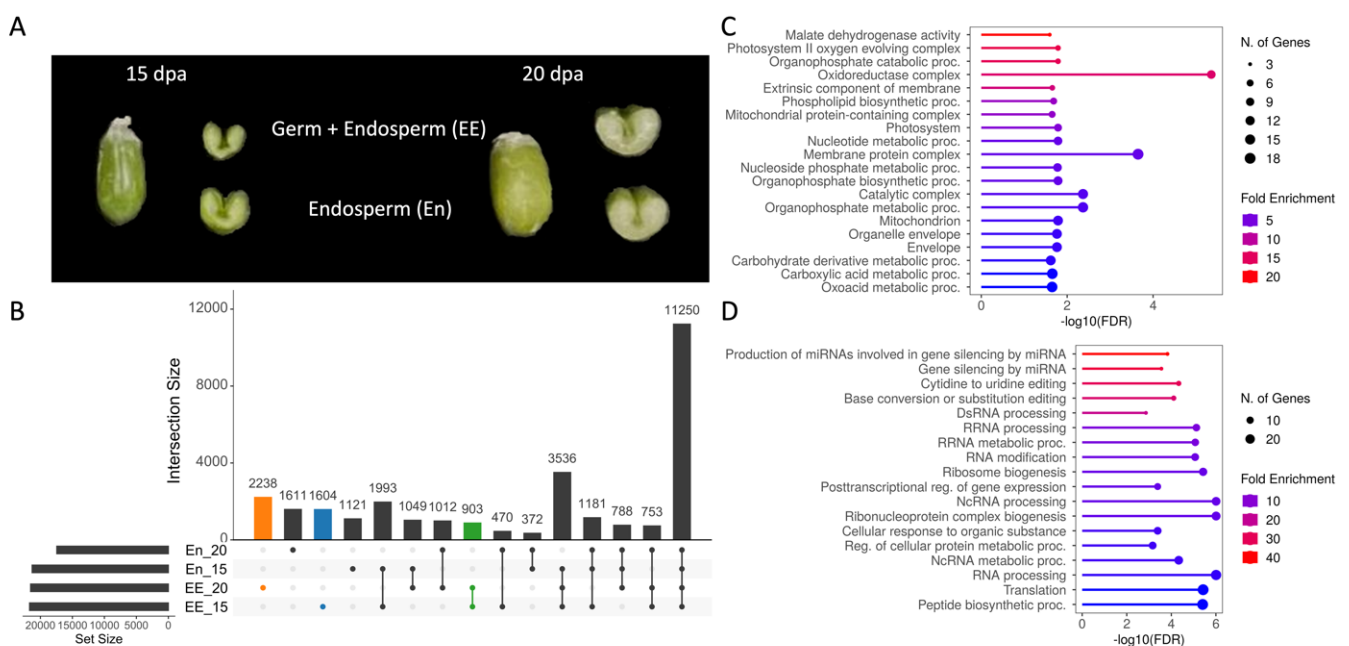 A
15 dpa
20 dpa
Germ + Endosperm (EE)
Endosperm (En)
B
Intersection Size
12000
8000
4000
0
2238
1611
1604
1121
1993
1049
1012
903
470
372
3536
1181
788
753
11250
En_20
En_15
EE_20
EE_15
20000 15000 10000 5000 0
Set Size
C
Malate dehydrogenase activity
Photosystem II oxygen evolving complex
Organophosphate catabolic proc.
Oxidoreductase complex
Extrinsic component of membrane
Phospholipid biosynthetic proc.
Mitochondrial protein-containing complex
Photosystem
Nucleotide metabolic proc.
Membrane protein complex
Nucleoside phosphate metabolic proc.
Organophosphate biosynthetic proc.
Catalytic complex
Organophosphate metabolic proc.
Mitochondrion
Organelle envelope
Envelope
Carbohydrate derivative metabolic proc.
Carboxylic acid metabolic proc.
Oxoacid metabolic proc.
0 2 4
-log10(FDR)
N. of Genes
3
6
9
12
15
18
Fold Enrichment
5
10
15
20
D
Production of miRNAs involved in gene silencing by miRNA
Gene silencing by miRNA
Cytidine to uridine editing
Base conversion or substitution editing
DsRNA processing
RRNA processing
RRNA metabolic proc.
RNA modification
Ribosome biogenesis
Posttranscriptional reg. of gene expression
NcRNA processing
Ribonucleoprotein complex biogenesis
Cellular response to organic substance
Reg. of cellular protein metabolic proc.
NcRNA metabolic proc.
RNA processing
Translation
Peptide biosynthetic proc.
0 2 4 6
-log10(FDR)
N. of Genes
10
20
Fold Enrichment
10
20
30
40